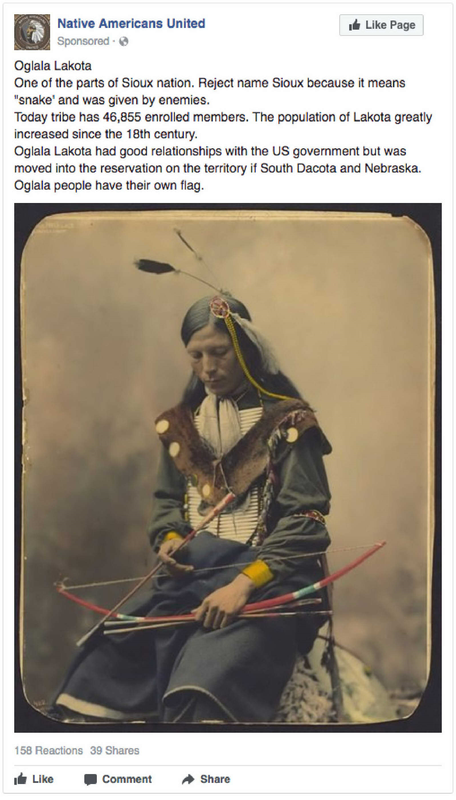 Native Americans United
Sponsored ·
Like Page
Oglala Lakota
One of the parts of Sioux nation. Reject name Sioux because it means
"snake' and was given by enemies.
Today tribe has 46,855 enrolled members. The population of Lakota greatly
increased since the 18th century.
Oglala Lakota had good relationships with the US government but was
moved into the reservation on the territory if South Dacota and Nebraska.
Oglala people have their own flag.
158 Reactions 39 Shares
Like Comment Share